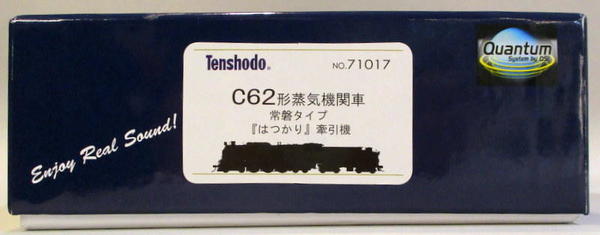 Tenshodo®
NO.71017
C62形蒸気機関車
常磐タイプ
『はつかり』牽引機
Enjoy Real Sound!
Quantum
System by QSI